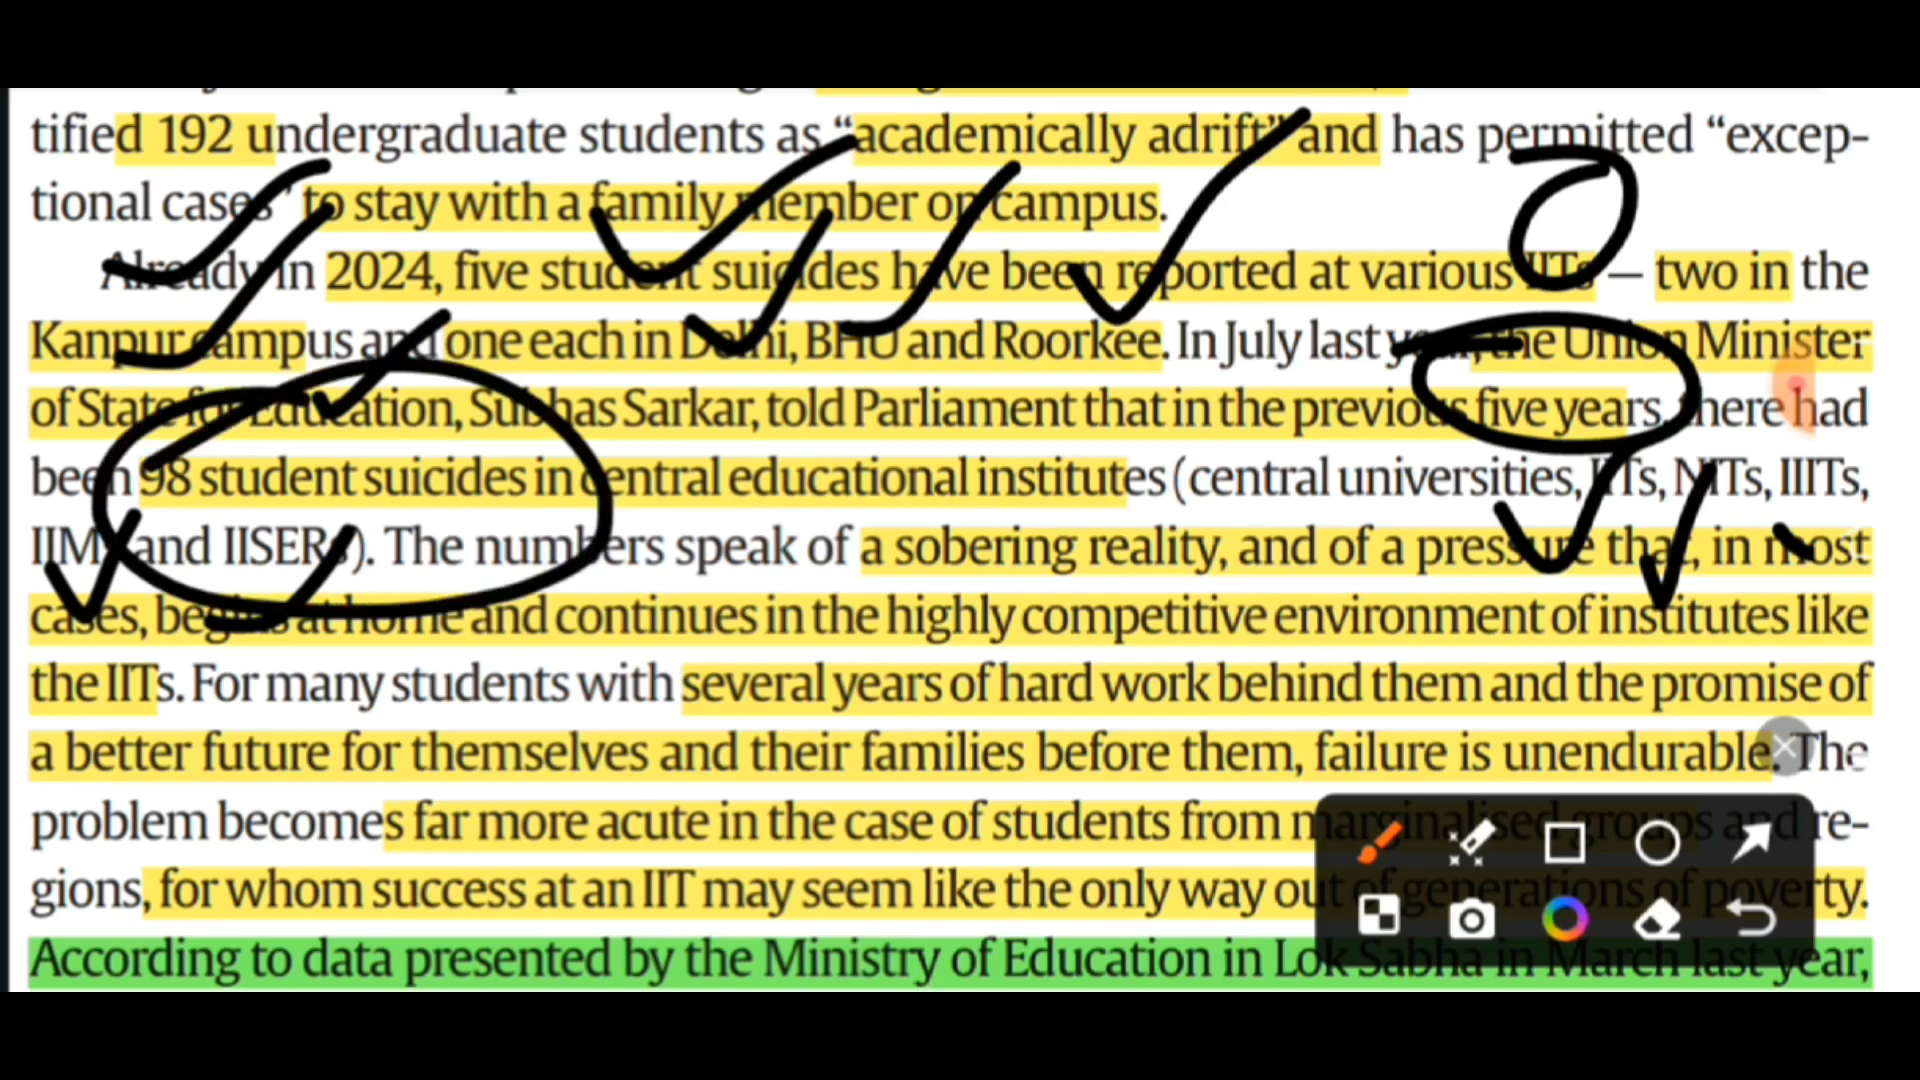 tified 192 undergraduate students as “academically adrift” and has permitted “excep-
tional cases” to stay with a family member on campus.
Already in 2024, five student suicides have been reported at various IITs — two in the
Kanpur campus and one each in Delhi, BHU and Roorkee. In July last year, the Union Minister
of State for Education, Subhas Sarkar, told Parliament that in the previous five years, there had
been 98 student suicides in central educational institutes (central universities, IITs, NITs, IIITs,
IIMs and IISERs). The numbers speak of a sobering reality, and of a pressure that, in most
cases, begins at home and continues in the highly competitive environment of institutes like
the IITs. For many students with several years of hard work behind them and the promise of
a better future for themselves and their families before them, failure is unendurable. The
problem becomes far more acute in the case of students from marginalised groups and re-
gions, for whom success at an IIT may seem like the only way out of generations of poverty.
According to data presented by the Ministry of Education in Lok Sabha in March last year,